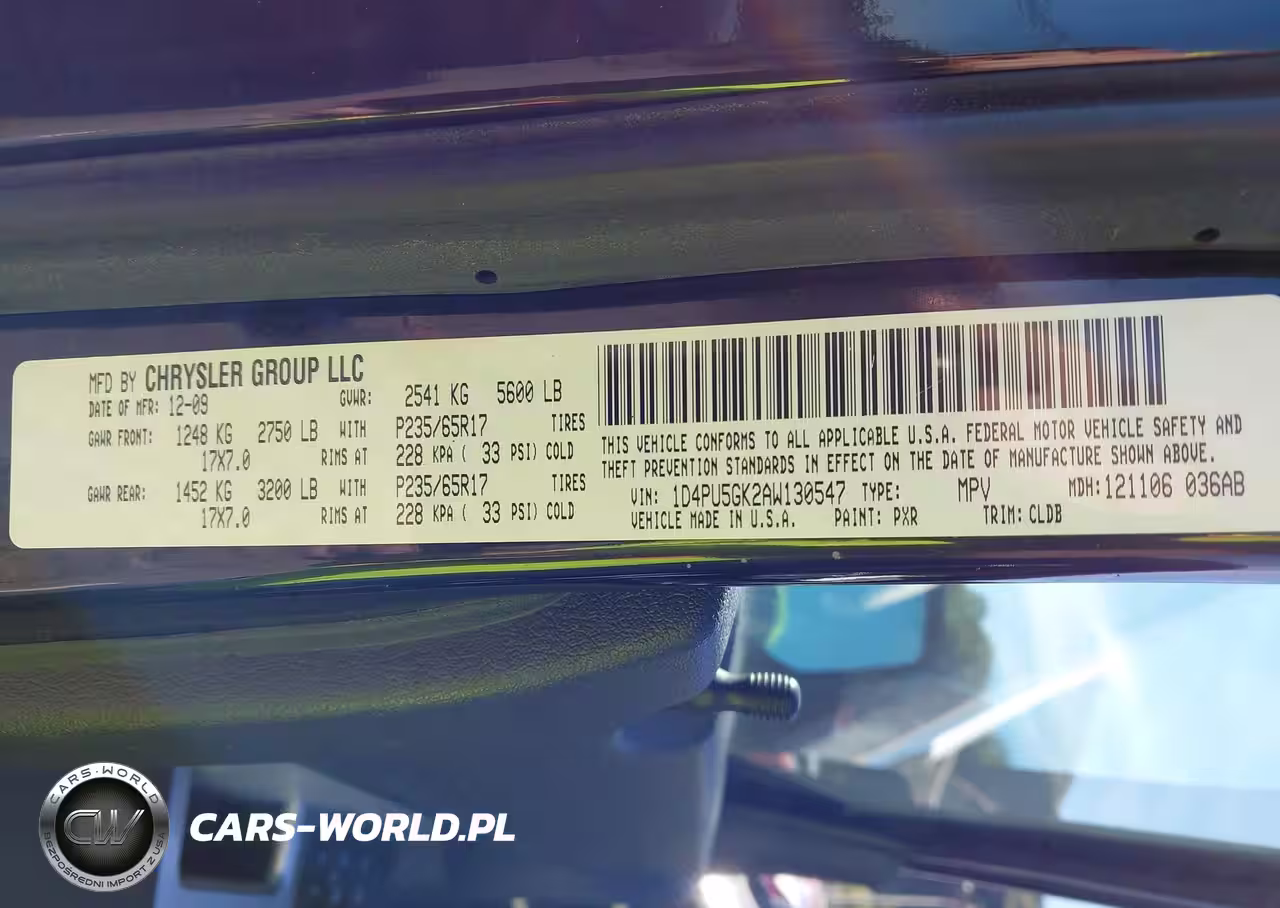 MFD BY CHRYSLER GROUP LLC
DATE OF MFR: 12-09 GVWR: 2541 KG 5600 LB
GAWR FRONT: 1248 KG 2750 LB WITH P235/65R17 TIRES
17X7.0 RIMS AT 228 KPA ( 33 PSI) COLD
GAWR REAR: 1452 KG 3200 LB WITH P235/65R17 TIRES
17X7.0 RIMS AT 228 KPA ( 33 PSI) COLD
THIS VEHICLE CONFORMS TO ALL APPLICABLE U.S.A. FEDERAL MOTOR VEHICLE SAFETY AND
THEFT PREVENTION STANDARDS IN EFFECT ON THE DATE OF MANUFACTURE SHOWN ABOVE.
VIN: 1D4PU5GK2AW130547 TYPE: MPV MDH: 121106 036AB
VEHICLE MADE IN U.S.A. PAINT: PXR TRIM: CLDB
CARS-WORLD
CW
BEZPOŚREDNI IMPORT Z USA
CARS-WORLD.PL